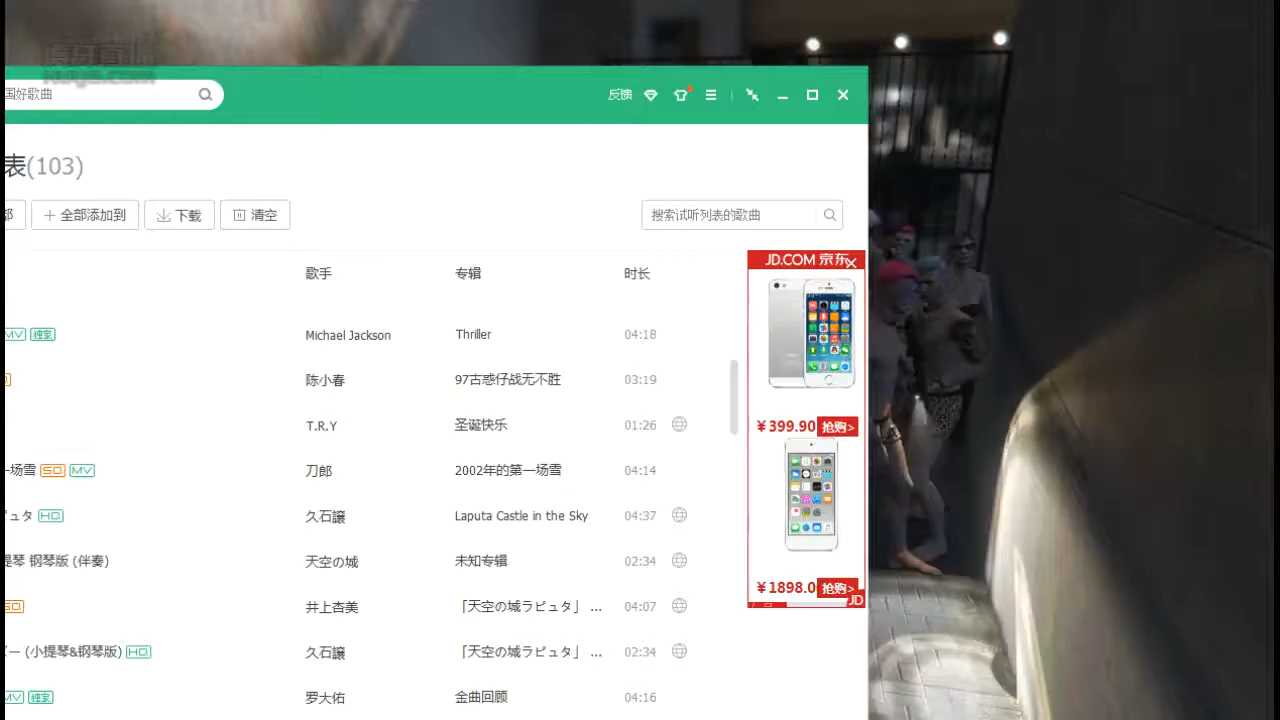 国好歌曲
反馈
表(103)
部 全部添加到 下载 清空
搜索试听列表的歌曲
歌手 专辑 时长
JD.COM 京东
MV 独家 Michael Jackson Thriller 04:18
陈小春 97古惑仔战无不胜 03:19
T.R.Y 圣诞快乐 01:26
¥399.90 抢购>
一场雪 SQ MV 刀郎 2002年的第一场雪 04:14
ュタ HQ 久石譲 Laputa Castle in the Sky 04:37
提琴 钢琴版 (伴奏) 天空の城 未知专辑 02:34
¥1898.0 抢购>
SQ 井上杏美 「天空の城ラピュタ」 ... 04:07
广告 JD
ー (小提琴&钢琴版) HQ 久石譲 「天空の城ラピュタ」 ... 02:34
MV 独家 罗大佑 金曲回顾 04:16